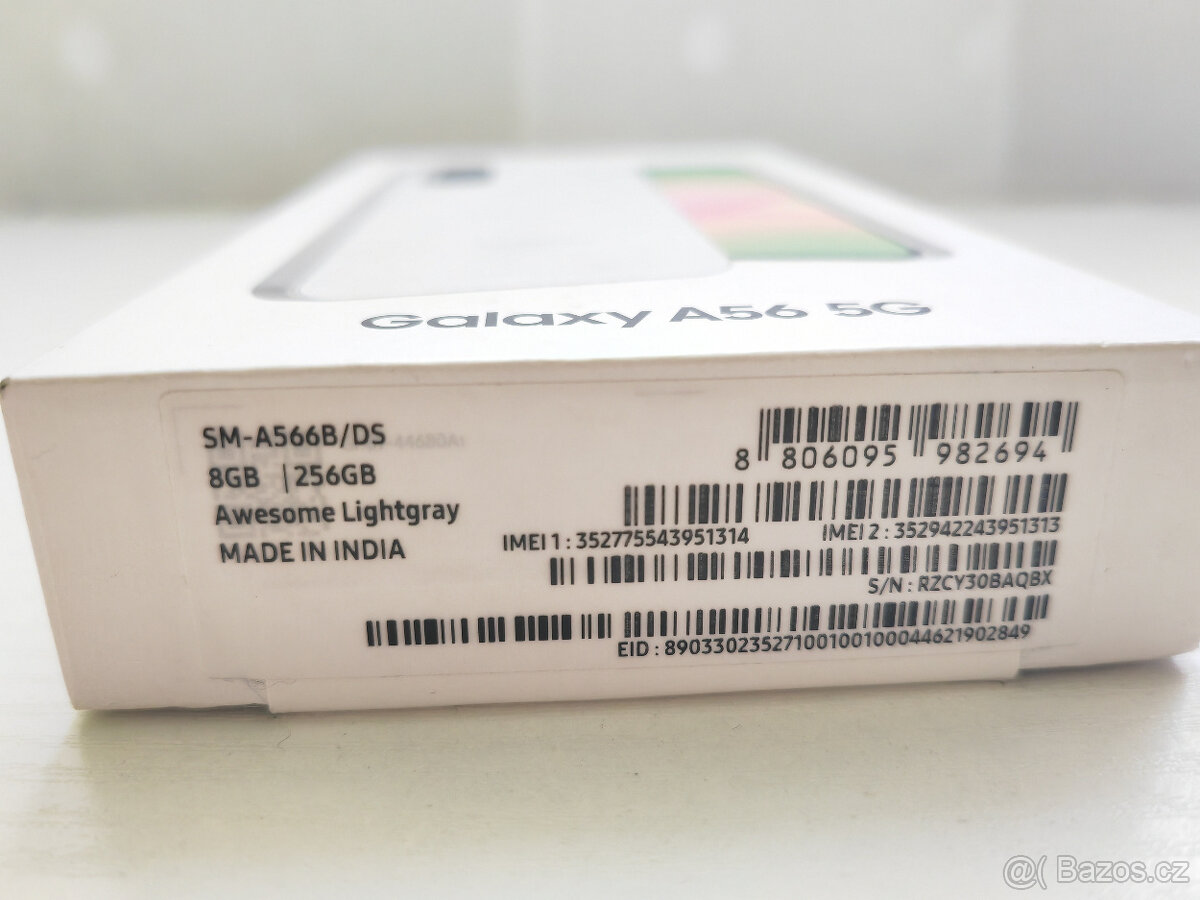 Galaxy A56 5G
SM-A566B/DS
8GB | 256GB
Awesome Lightgray
MADE IN INDIA
8 806095 982694
IMEI 1 : 352775543951314
IMEI 2 : 352942243951313
S/N : RZCY30BAQBX
EID : 89033023527100100100044621902849
@( Bazos.cz